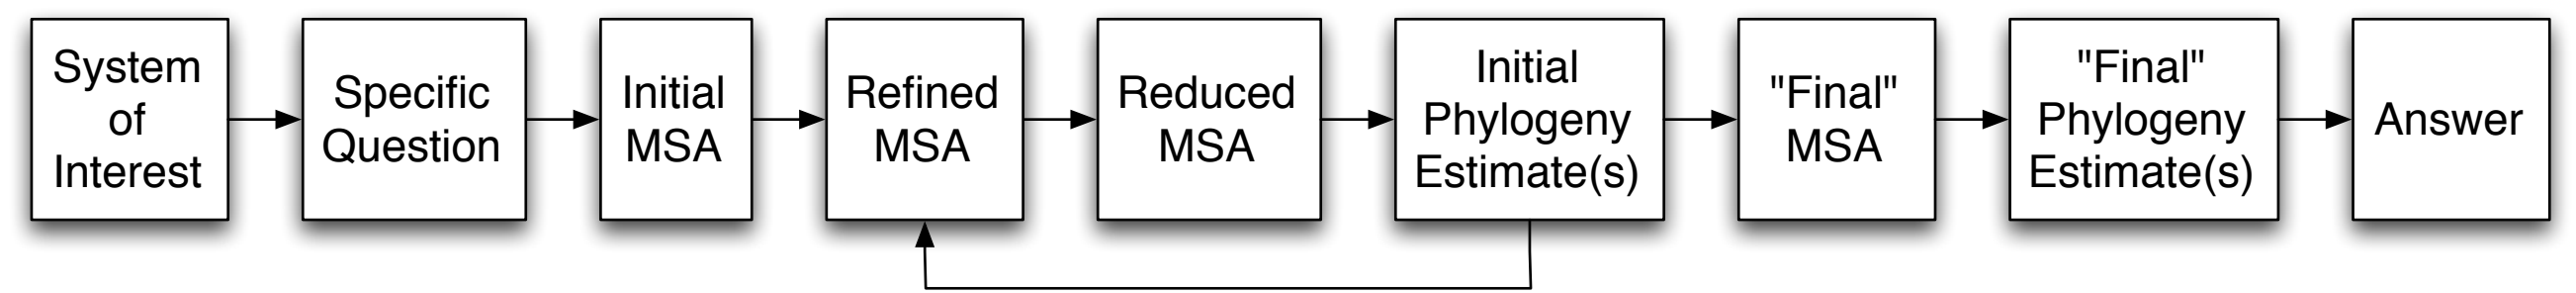 System
of
Interest
Specific
Question
Initial
MSA
Refined
MSA
Reduced
MSA
Initial
Phylogeny
Estimate(s)
"Final"
MSA
"Final"
Phylogeny
Estimate(s)
Answer